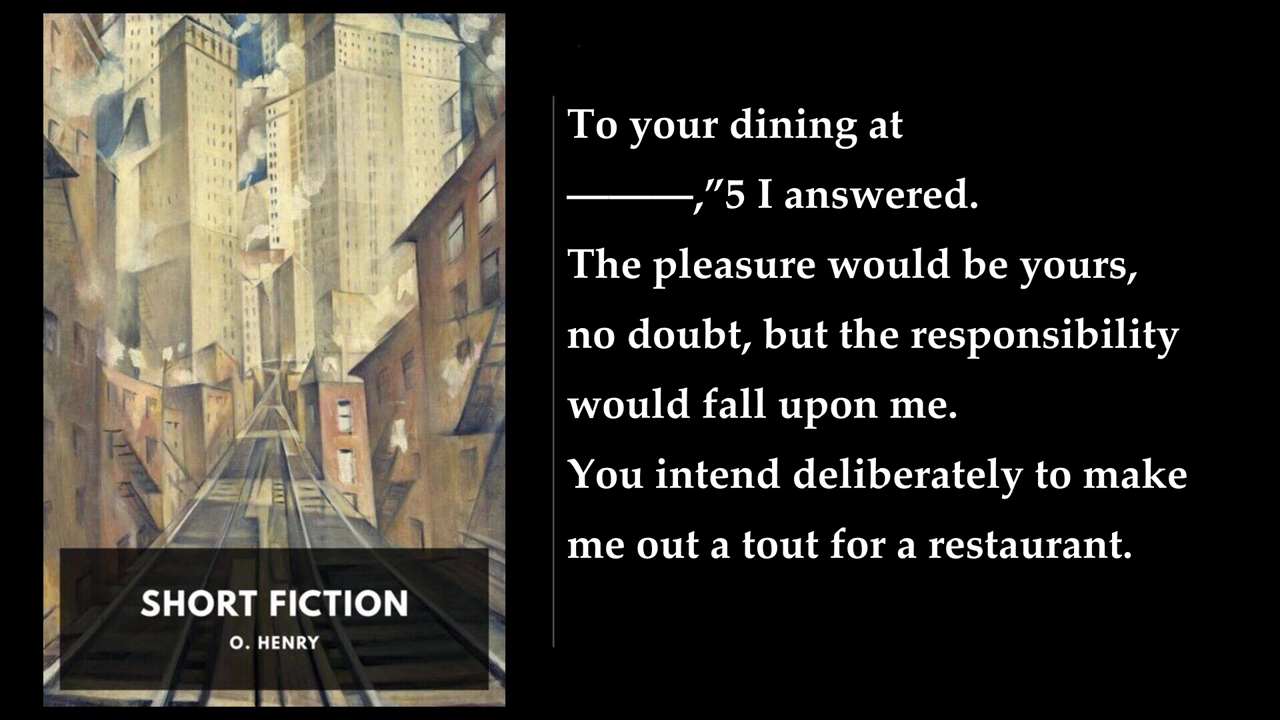 SHORT FICTION
O. HENRY
To your dining at
———,”5 I answered.
The pleasure would be yours,
no doubt, but the responsibility
would fall upon me.
You intend deliberately to make
me out a tout for a restaurant.